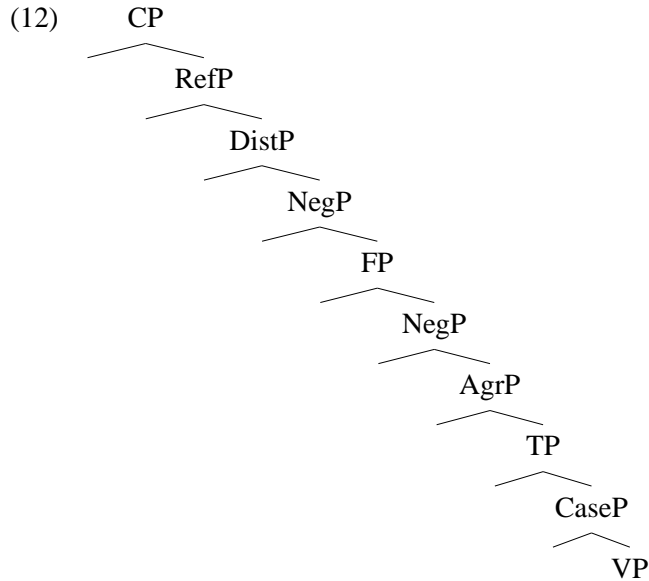 (12) CP
RefP
DistP
NegP
FP
NegP
AgrP
TP
CaseP
VP